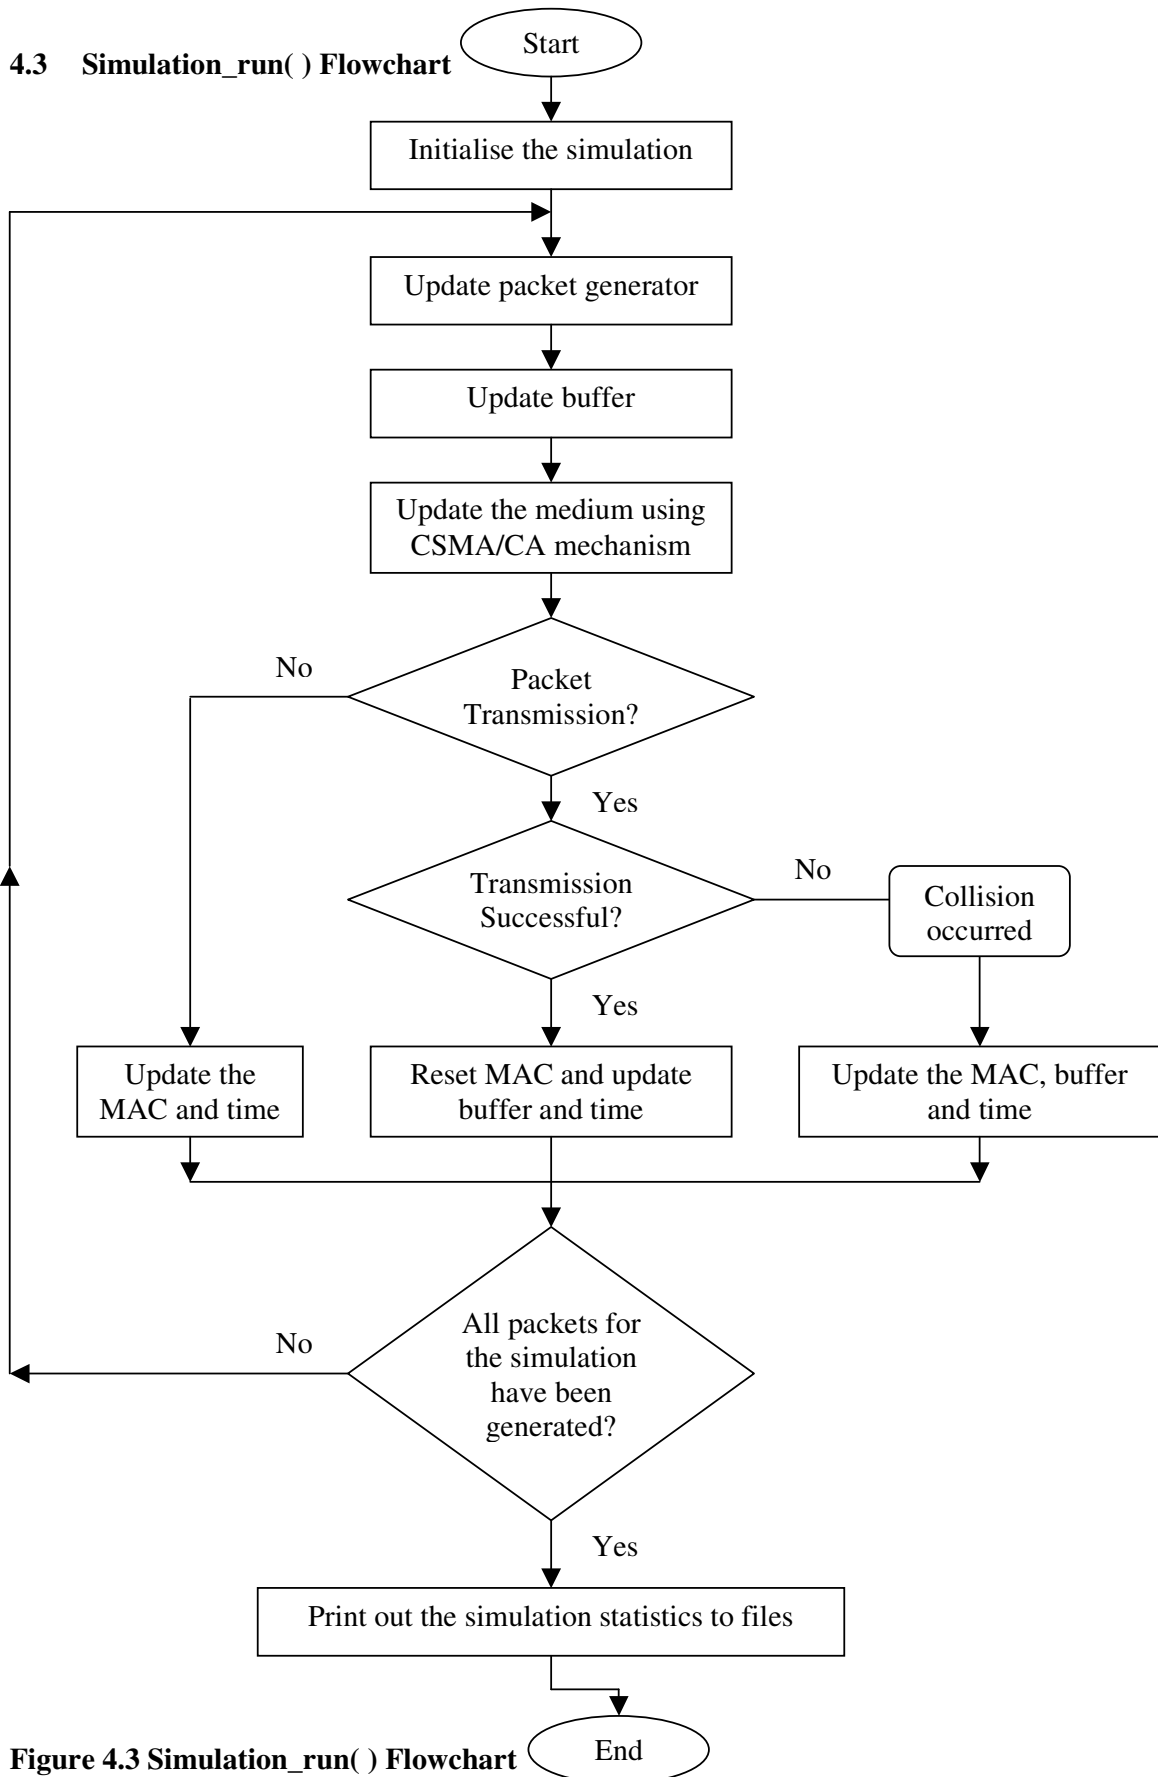 Start
4.3 Simulation_run( ) Flowchart
Initialise the simulation
Update packet generator
Update buffer
Update the medium using
CSMA/CA mechanism
No
Packet
Transmission?
Yes
Transmission
Successful?
No
Collision
occurred
Yes
Update the
MAC and time
Reset MAC and update
buffer and time
Update the MAC, buffer
and time
All packets for
the simulation
have been
generated?
No
Yes
Print out the simulation statistics to files
End
Figure 4.3 Simulation_run( ) Flowchart